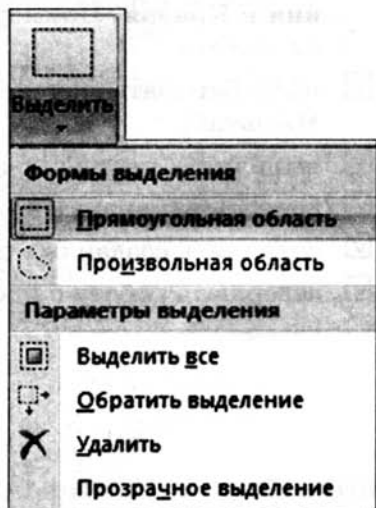 Выделить
Формы выделения
Прямоугольная область
Произвольная область
Параметры выделения
Выделить все
Обратить выделение
Удалить
Прозрачное выделение